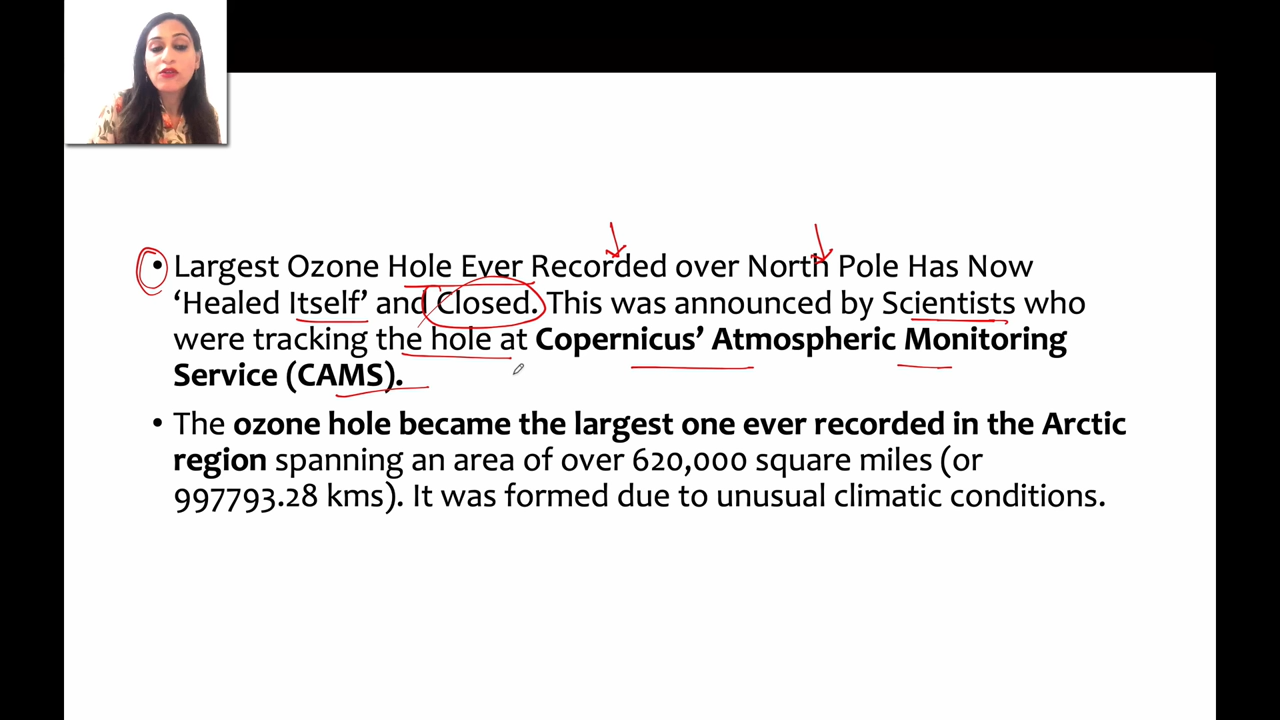 • Largest Ozone Hole Ever Recorded over North Pole Has Now
‘Healed Itself’ and Closed. This was announced by Scientists who
were tracking the hole at Copernicus’ Atmospheric Monitoring
Service (CAMS).
• The ozone hole became the largest one ever recorded in the Arctic
region spanning an area of over 620,000 square miles (or
997793.28 kms). It was formed due to unusual climatic conditions.